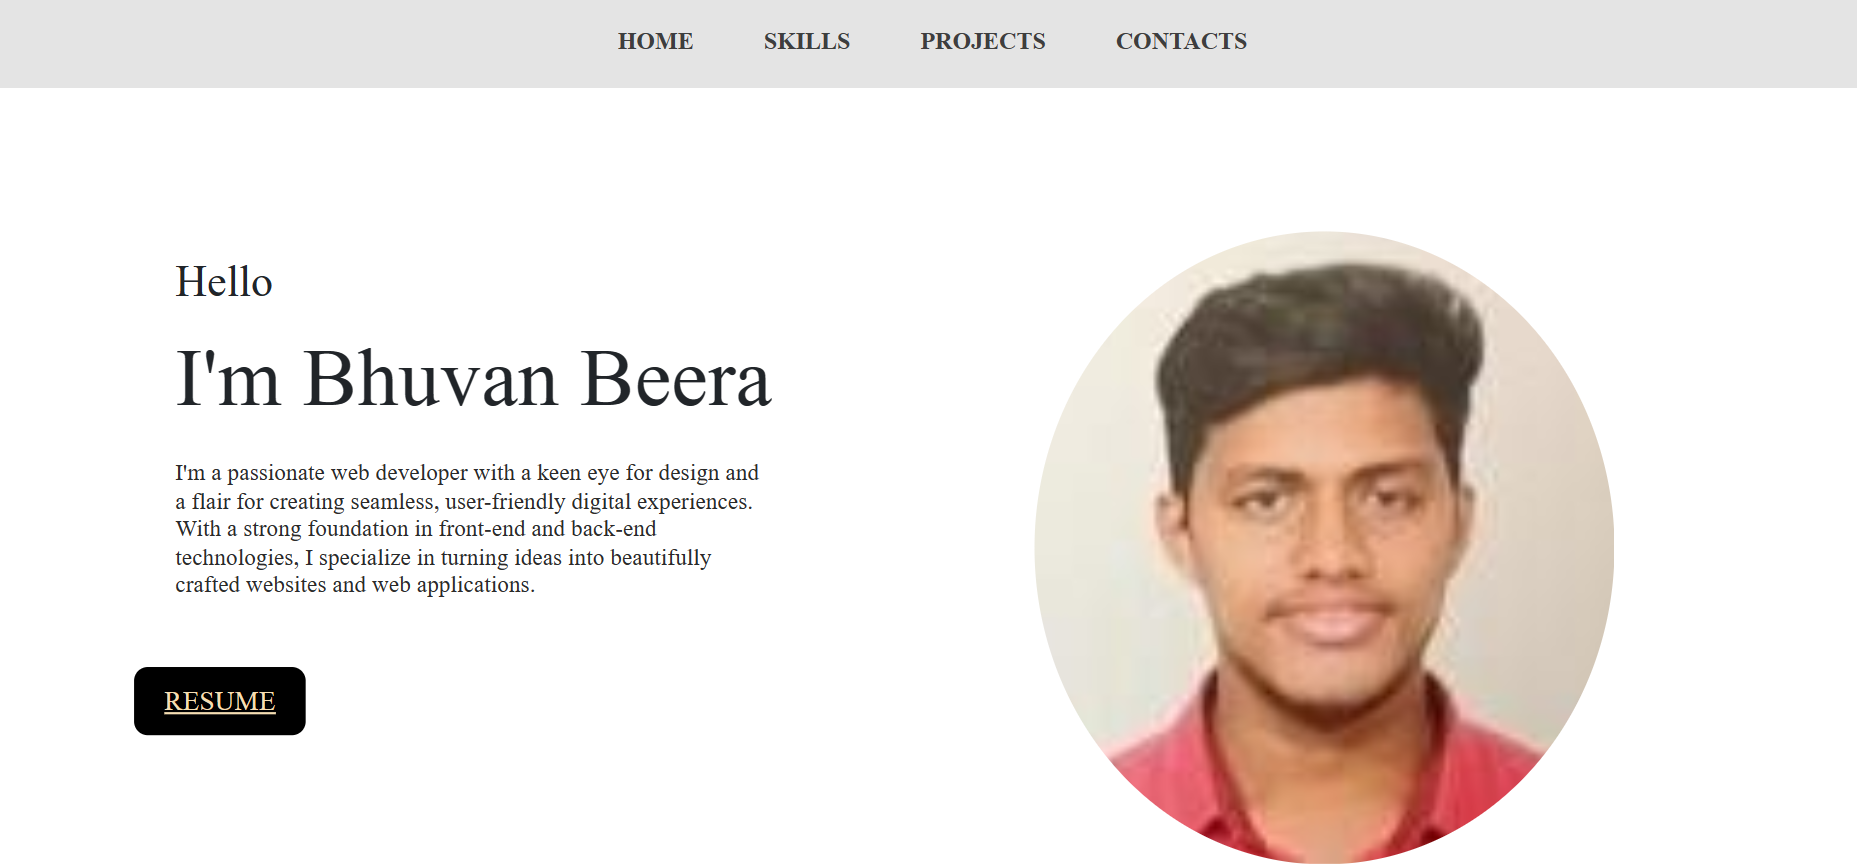 HOME SKILLS PROJECTS CONTACTS
Hello
I'm Bhuvan Beera
I'm a passionate web developer with a keen eye for design and
a flair for creating seamless, user-friendly digital experiences.
With a strong foundation in front-end and back-end
technologies, I specialize in turning ideas into beautifully
crafted websites and web applications.
RESUME